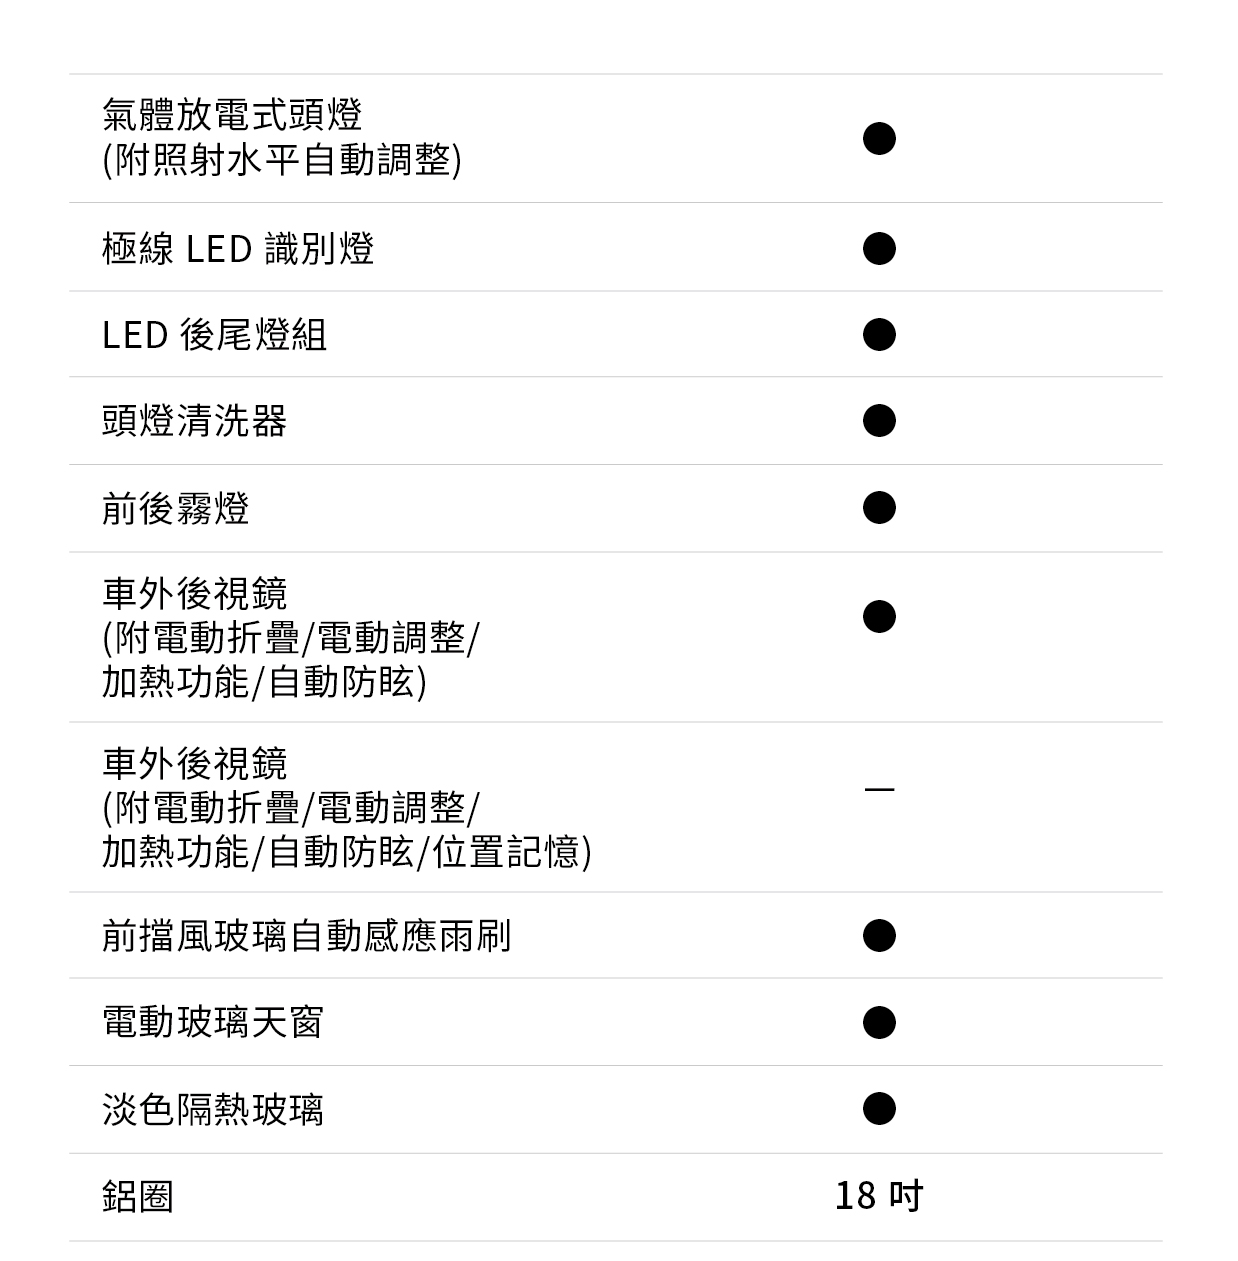 氣體放電式頭燈
(附照射水平自動調整)
●
極線 LED 識別燈
●
LED 後尾燈組
●
頭燈清洗器
●
前後霧燈
●
車外後視鏡
(附電動折疊/電動調整/
加熱功能/自動防眩)
●
車外後視鏡
(附電動折疊/電動調整/
加熱功能/自動防眩/位置記憶)
—
前擋風玻璃自動感應雨刷
●
電動玻璃天窗
●
淡色隔熱玻璃
●
鋁圈
18 吋